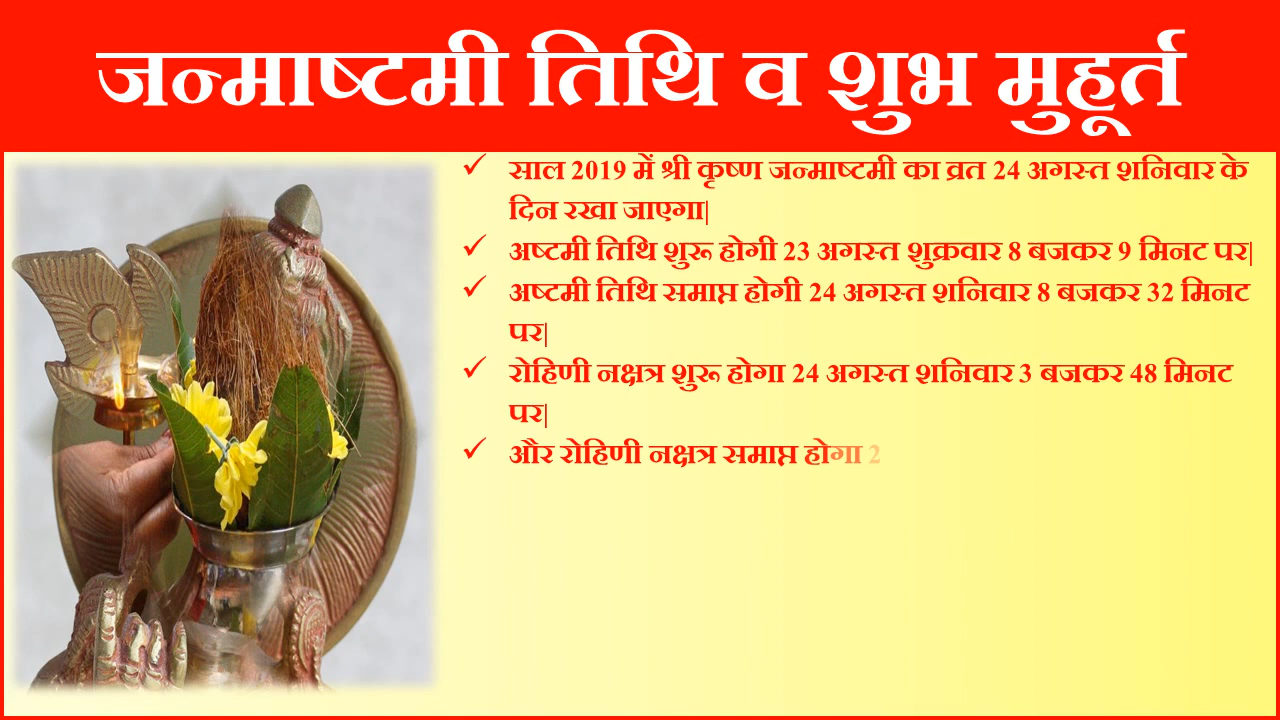 जन्माष्टमी तिथि व शुभ मुहूर्त
✓ साल 2019 में श्री कृष्ण जन्माष्टमी का व्रत 24 अगस्त शनिवार के
दिन रखा जाएगा|
✓ अष्टमी तिथि शुरू होगी 23 अगस्त शुक्रवार 8 बजकर 9 मिनट पर|
✓ अष्टमी तिथि समाप्त होगी 24 अगस्त शनिवार 8 बजकर 32 मिनट
पर|
✓ रोहिणी नक्षत्र शुरू होगा 24 अगस्त शनिवार 3 बजकर 48 मिनट
पर|
✓ और रोहिणी नक्षत्र समाप्त होगा 2